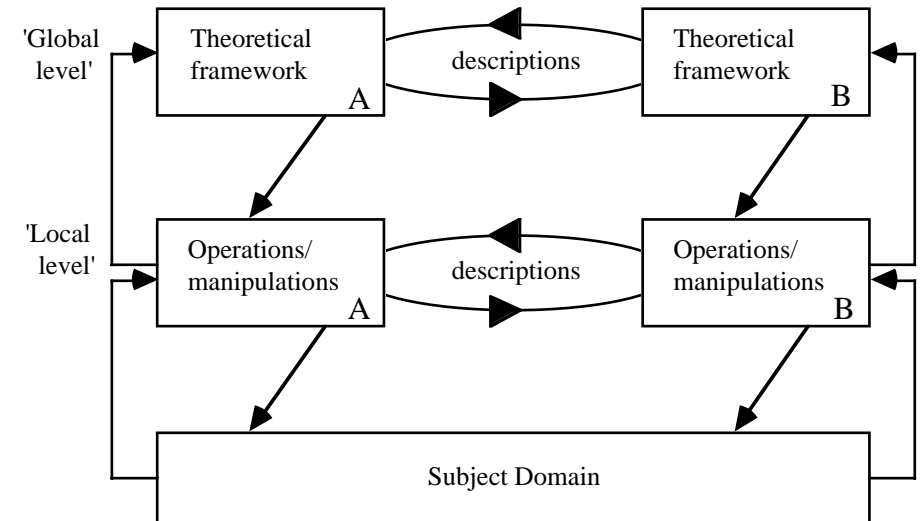 'Global
level'
Theoretical
framework
A
descriptions
Theoretical
framework
B
'Local
level'
Operations/
manipulations
A
descriptions
Operations/
manipulations
B
Subject Domain